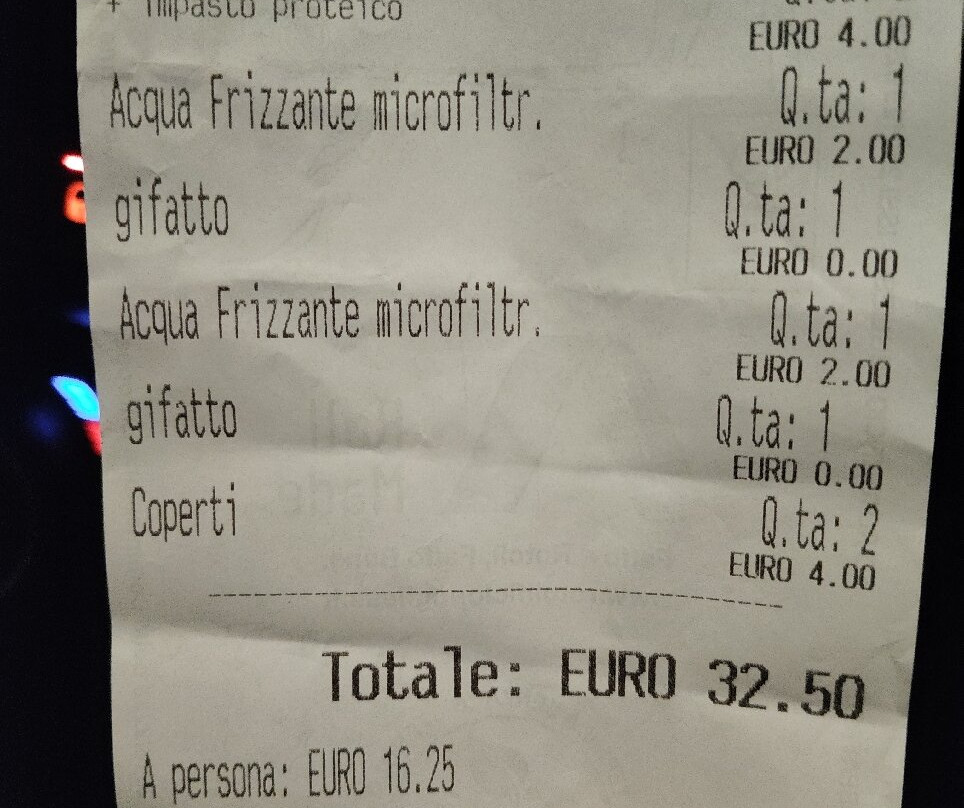 + Impasto proteico
EURO 4.00
Acqua Frizzante microfiltr. Q.ta: 1
EURO 2.00
gifatto Q.ta: 1
EURO 0.00
Acqua Frizzante microfiltr. Q.ta: 1
EURO 2.00
gifatto Q.ta: 1
EURO 0.00
Coperti Q.ta: 2
EURO 4.00
Totale: EURO 32.50
A persona: EURO 16.25